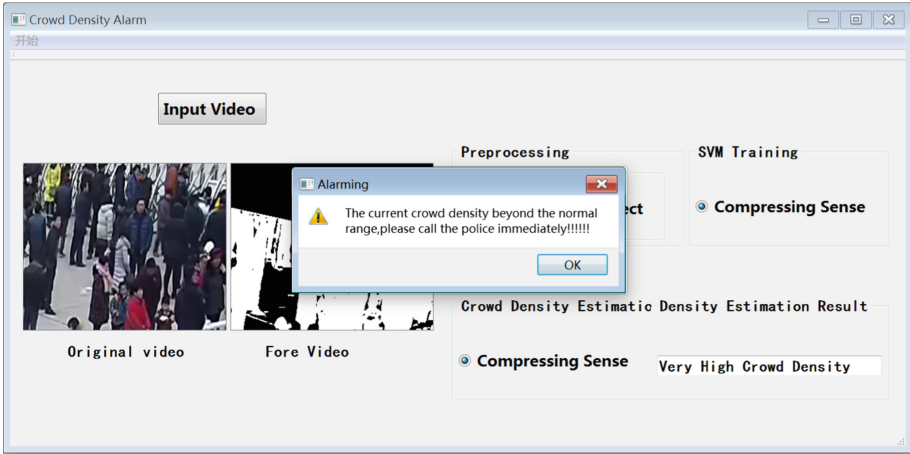 Crowd Density Alarm
开始
Input Video
Preprocessing
SVM Training
Alarming
The current crowd density beyond the normal
range,please call the police immediately!!!!!!
OK
Compressing Sense
Crowd Density Estimatic
Density Estimation Result
Original video
Fore Video
Compressing Sense
Very High Crowd Density